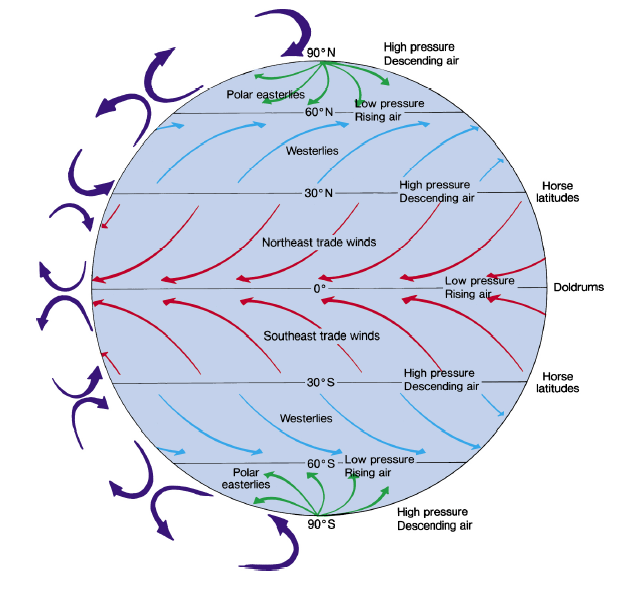 90°N
High pressure
Descending air
Polar easterlies
Low pressure
Rising air
60°N
Westerlies
30°N
High pressure
Descending air
Horse
latitudes
Northeast trade winds
0°
Low pressure
Rising air
Doldrums
Southeast trade winds
30°S
High pressure
Descending air
Horse
latitudes
Westerlies
60°S
Low pressure
Rising air
Polar
easterlies
90°S
High pressure
Descending air